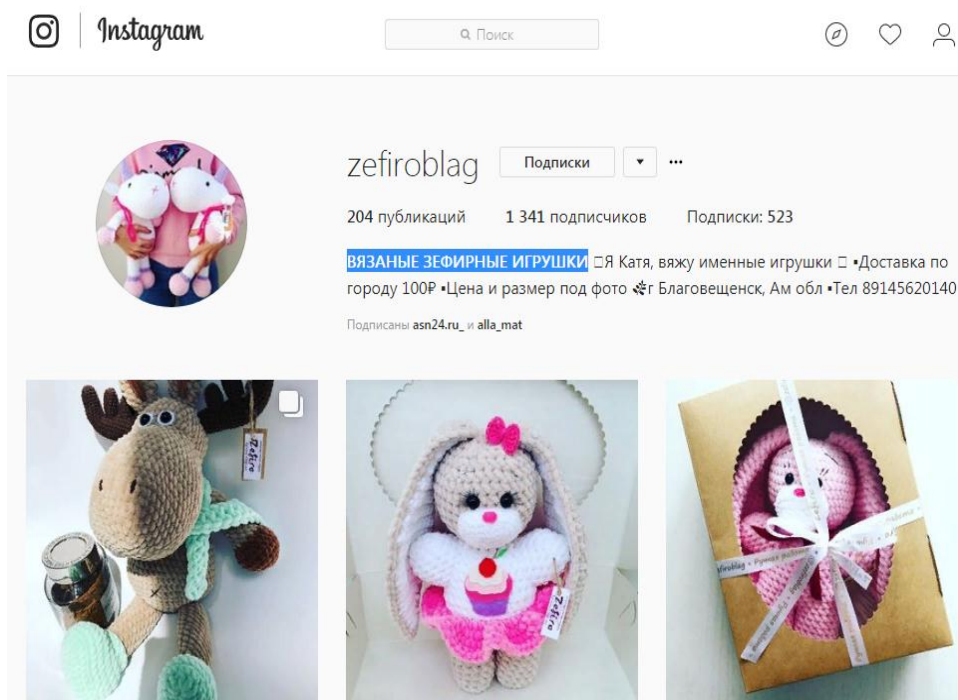 Instagram
Поиск
zefiroblag Подписки
204 публикаций 1 341 подписчиков Подписки: 523
ВЯЗАНЫЕ ЗЕФИРНЫЕ ИГРУШКИ □Я Катя, вяжу именные игрушки □ •Доставка по
городу 100₽ •Цена и размер под фото г Благовещенск, Ам обл •Тел 89145620140
Подписаны asn24.ru_ и alla_mat
Zefiro
Zefiro